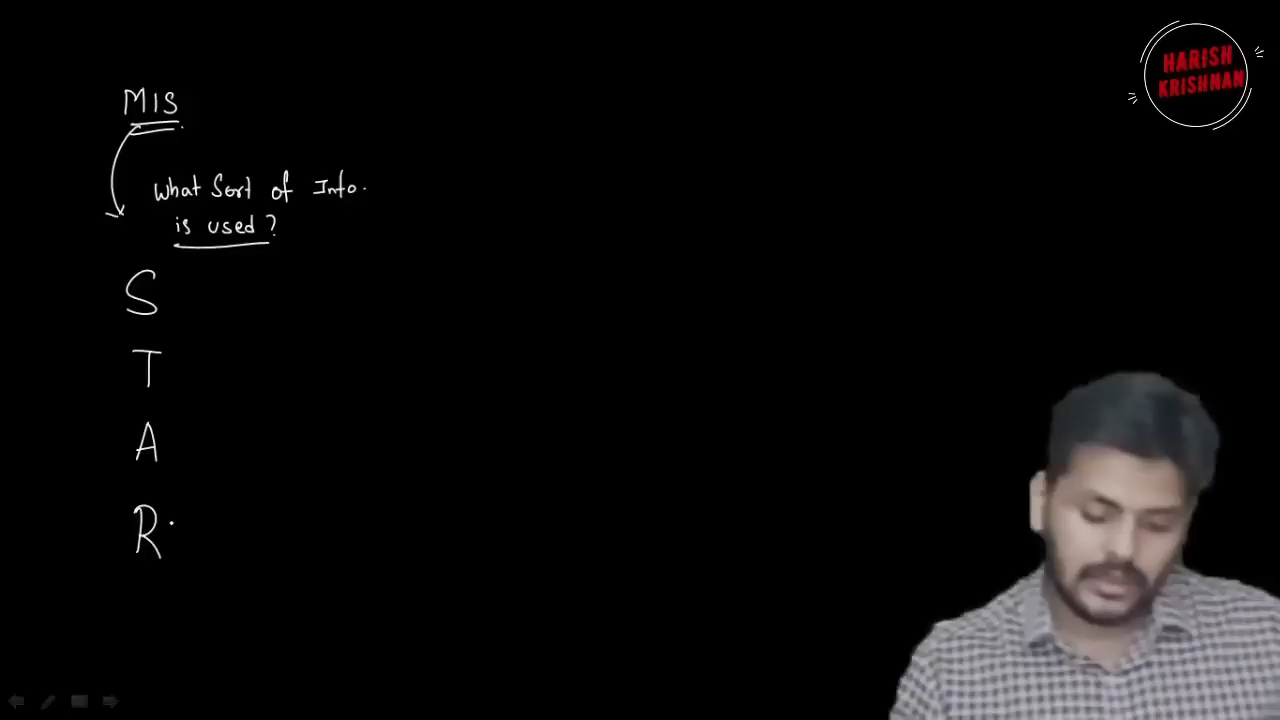 HARISH
KRISHNAN
MIS
What Sort of Info.
is used?
S
T
A
R